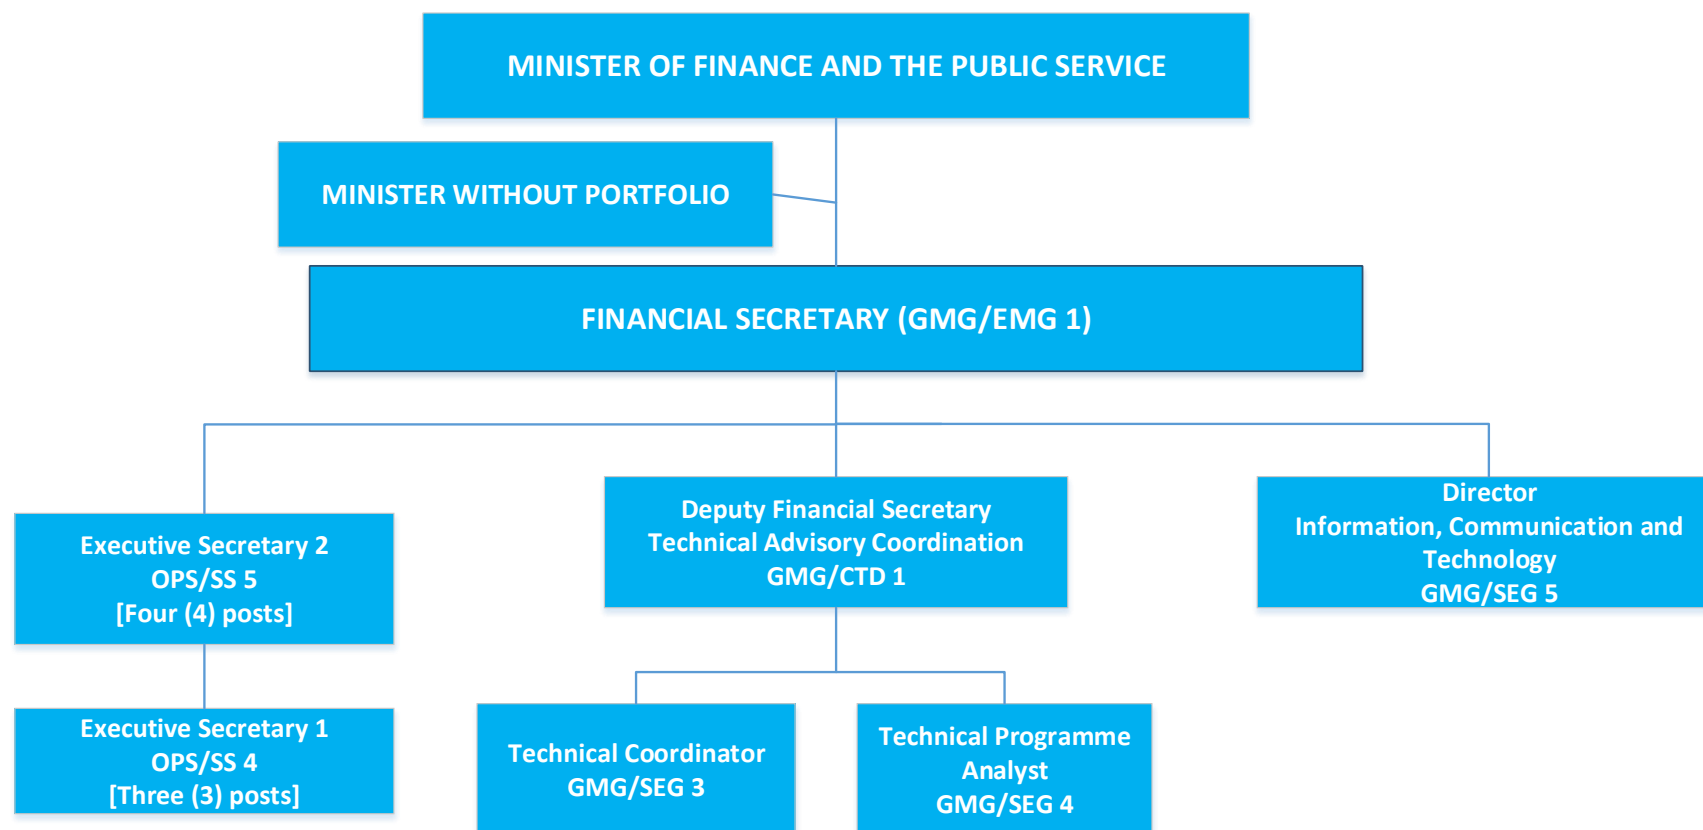 MINISTER OF FINANCE AND THE PUBLIC SERVICE
MINISTER WITHOUT PORTFOLIO
FINANCIAL SECRETARY (GMG/EMG 1)
Executive Secretary 2
OPS/SS 5
[Four (4) posts]
Deputy Financial Secretary
Technical Advisory Coordination
GMG/CTD 1
Director
Information, Communication and
Technology
GMG/SEG 5
Executive Secretary 1
OPS/SS 4
[Three (3) posts]
Technical Coordinator
GMG/SEG 3
Technical Programme
Analyst
GMG/SEG 4